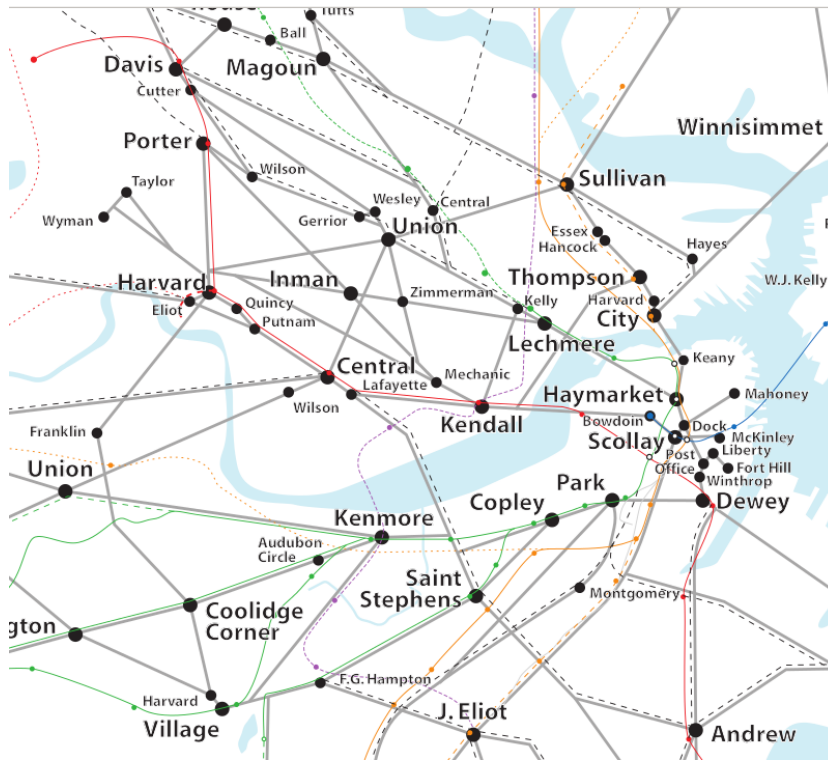 Tufts
Ball
Davis
Magoun
Cutter
Winnisimmet
Porter
Wilson
Sullivan
Taylor
Wesley
Central
Wyman
Gerrior
Union
Essex
Hancock
Hayes
Thompson
Harvard
Inman
W.J. Kelly
Eliot
Quincy
Zimmerman
Kelly
Harvard
City
Putnam
Lechmere
Keany
Central
Mechanic
Lafayette
Haymarket
Mahoney
Wilson
Kendall
Bowdoin
Dock
Franklin
Scollay
McKinley
Liberty
Post
Office
Fort Hill
Union
Park
Winthrop
Copley
Dewey
Kenmore
Audubon
Circle
Saint
Stephens
Montgomery
Coolidge
Corner
gton
F.G. Hampton
Harvard
Village
J. Eliot
Andrew